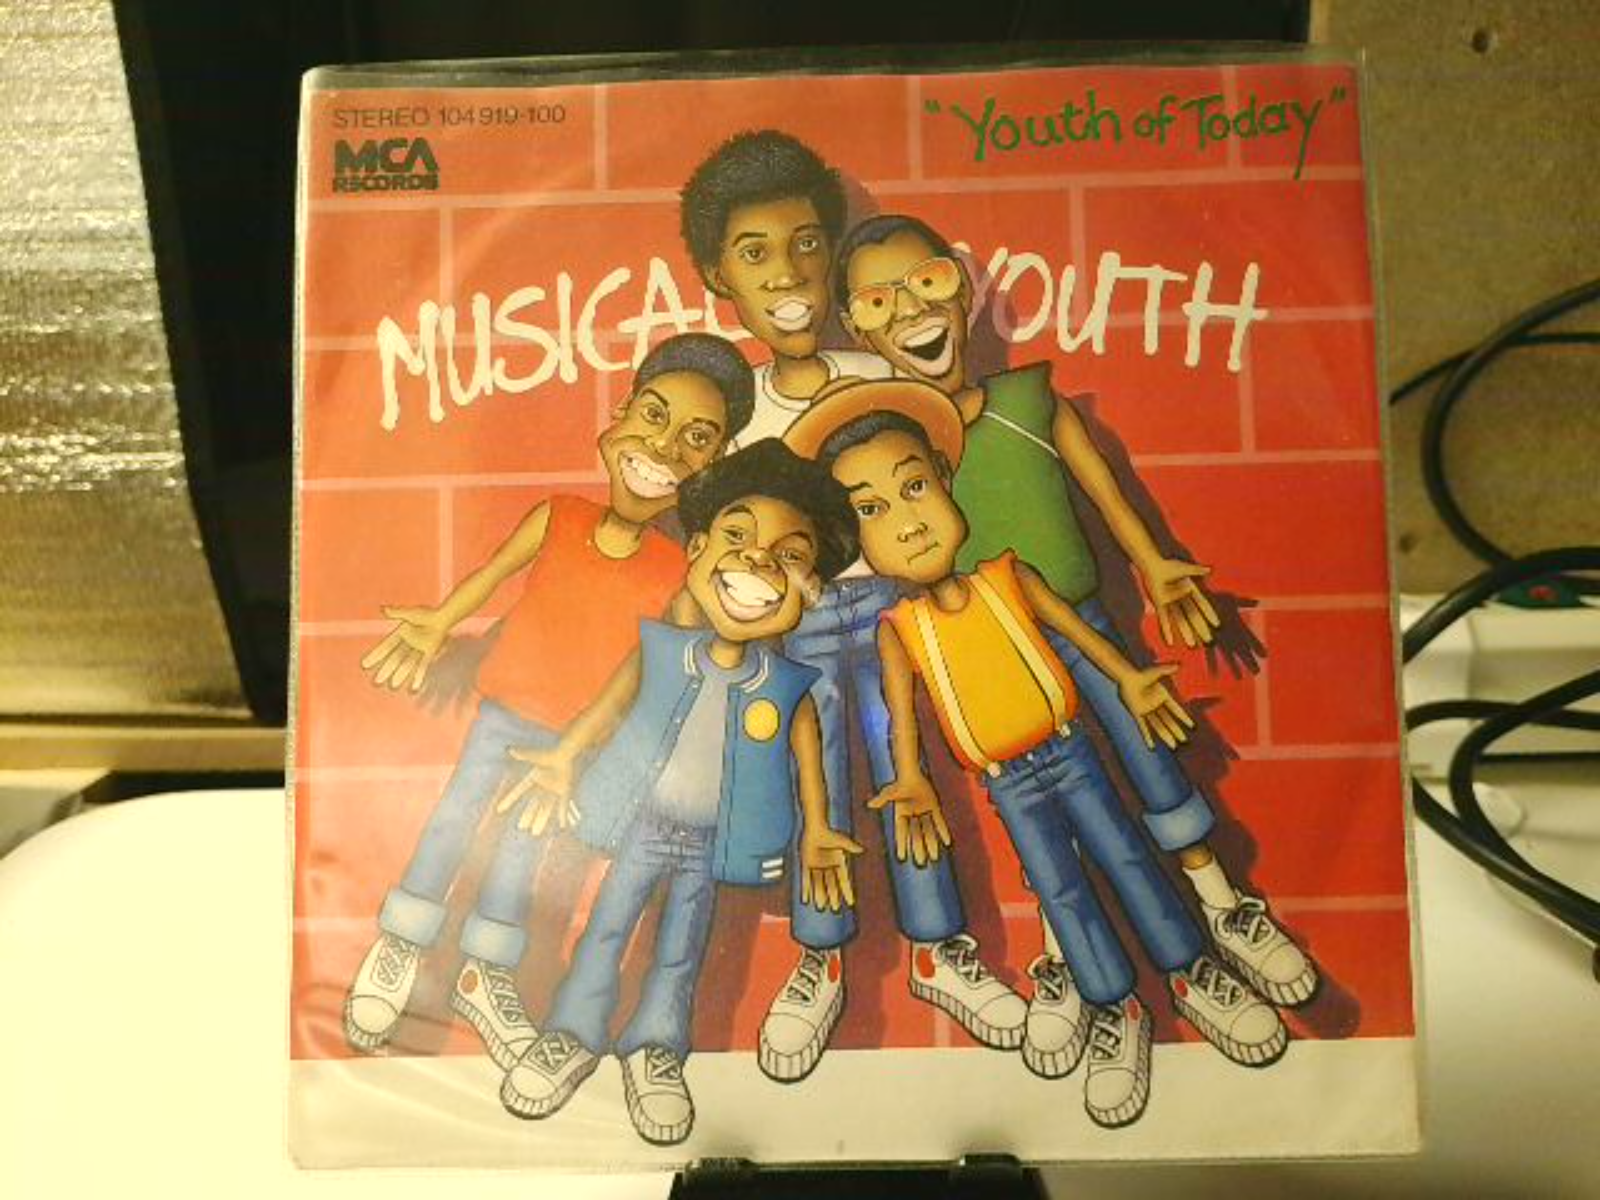 STEREO 104 919-100
MCA
RECORDS
"Youth of Today"
MUSICAL YOUTH